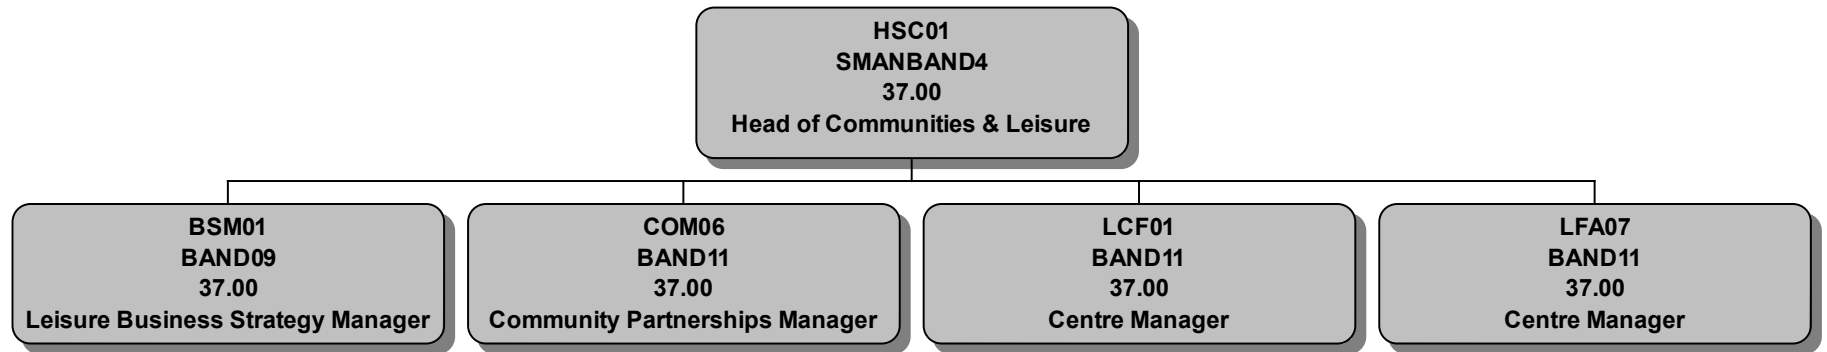 HSC01
SMANBAND4
37.00
Head of Communities & Leisure
BSM01
BAND09
37.00
Leisure Business Strategy Manager
COM06
BAND11
37.00
Community Partnerships Manager
LCF01
BAND11
37.00
Centre Manager
LFA07
BAND11
37.00
Centre Manager